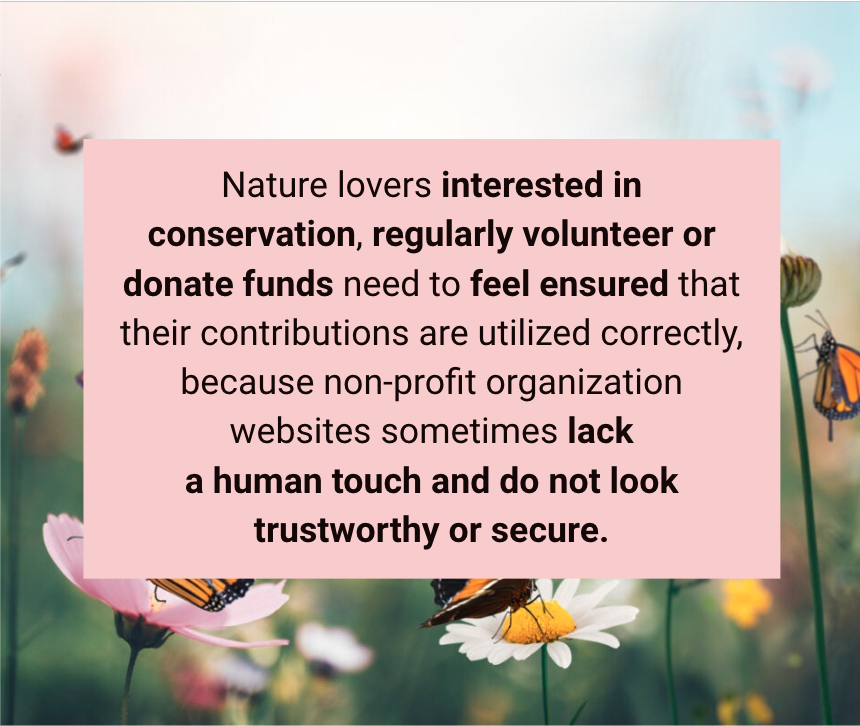 Nature lovers interested in
conservation, regularly volunteer or
donate funds need to feel ensured that
their contributions are utilized correctly,
because non-profit organization
websites sometimes lack
a human touch and do not look
trustworthy or secure.